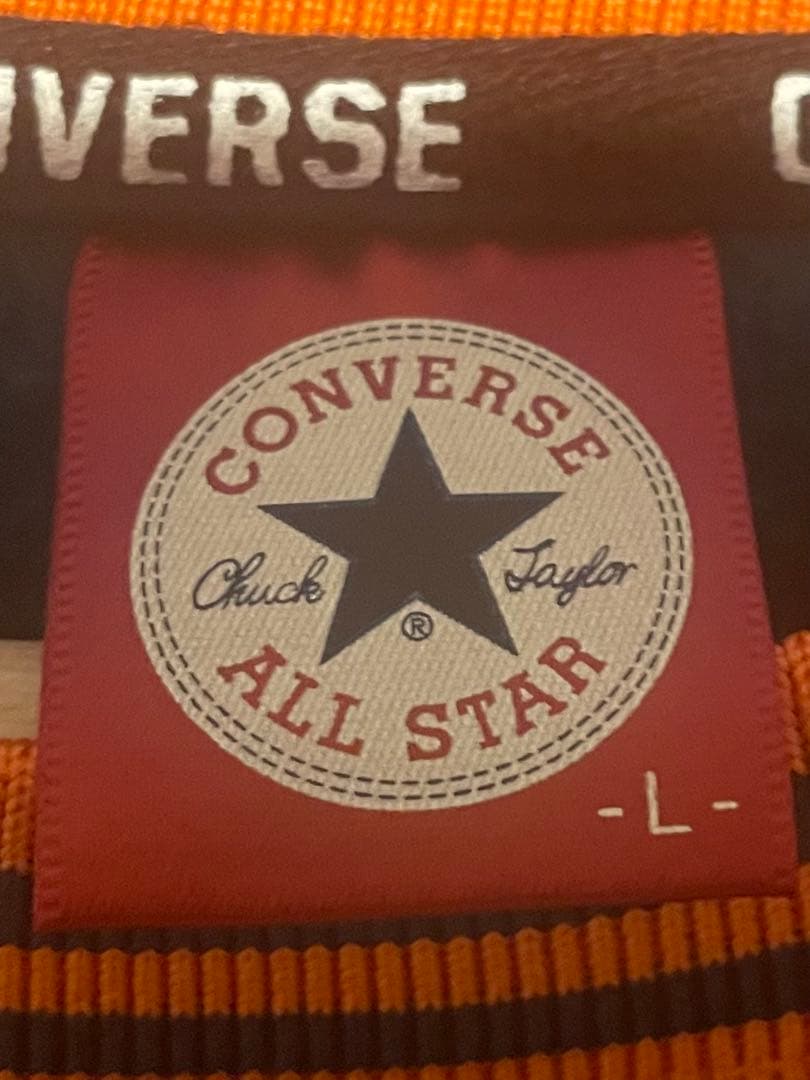 VERSE
CONVERSE
Chuck Taylor
®
ALL STAR
- L -